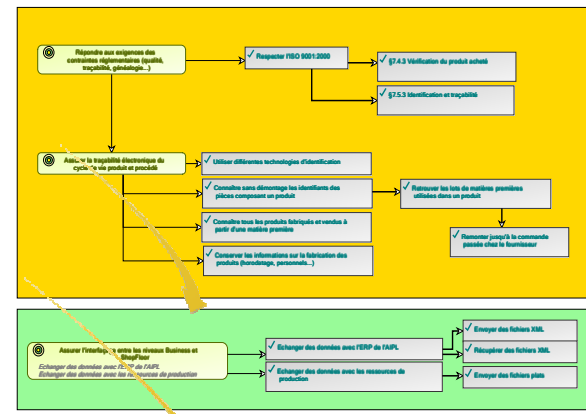 Répondre aux exigences des
contraintes réglementaires (qualité,
traçabilité, généalogie...)
Respecter l'ISO 9001:2000
§7.4.3 Vérification du produit acheté
§7.5.3 Identification et traçabilité
Assurer la traçabilité électronique du
cycle de vie produit et procédé
Utiliser différentes technologies d'identification
Connaître sans démontage les identifients des
pièces composant un produit
Retrouver les lots de matières premières
utilisées dans un produit
Connaître tous les produits fabriqués et vendus à
partir d'une matière première
Remonter jusqu'à la commande
passée chez le fournisseur
Conserver les informations sur la fabrication des
produits (horodatage, personnels...)
Assurer l'interfaçage entre les niveaux Business et
ShopFloor
Echanger des données avec l'ERP de l'AIPL
Echanger des données avec les ressources de production
Echanger des données avec l'ERP de l'AIPL
Envoyer des fichiers XML
Récupérer des fichiers XML
Echanger des données avec les ressources de
production
Envoyer des fichiers plats